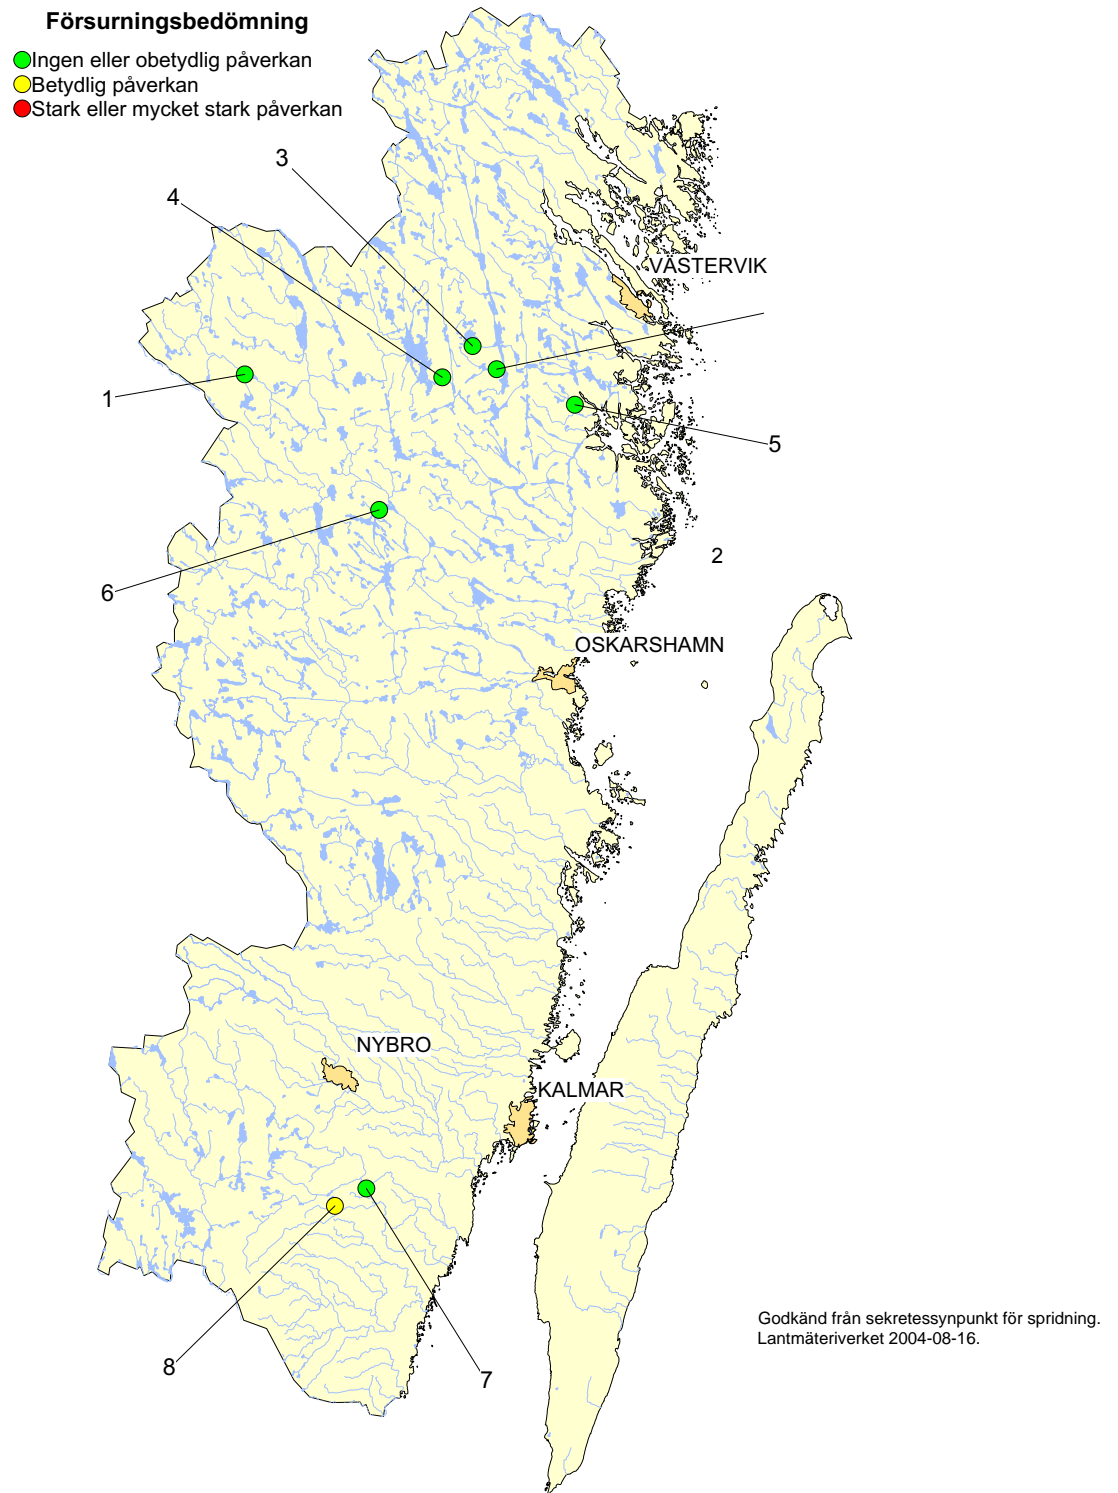 Försurningsbedömning
Ingen eller obetydlig påverkan
Betydlig påverkan
Stark eller mycket stark påverkan
3
4
VÄSTERVIK
1
5
2
6
OSKARSHAMN
NYBRO
KALMAR
Godkänd från sekretessynpunkt för spridning.
Lantmäteriverket 2004-08-16.
8
7